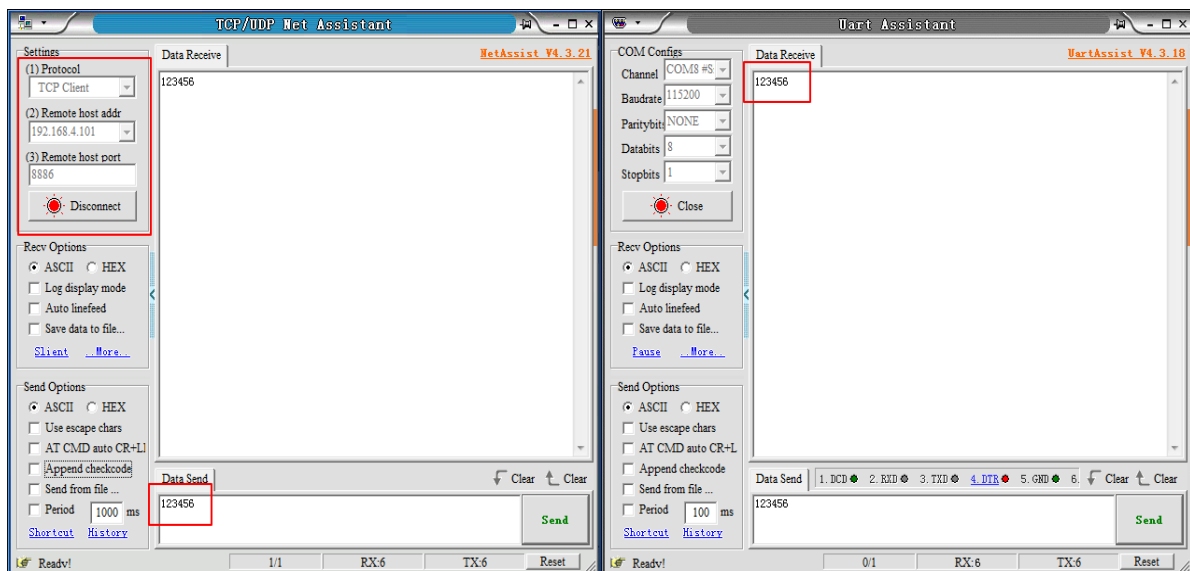 TCP/UDP Net Assistant
Settings
(1) Protocol
TCP Client
(2) Remote host addr
192.168.4.101
(3) Remote host port
8886
Disconnect
Recv Options
ASCII HEX
Log display mode
Auto linefeed
Save data to file...
Slient ...More..
Send Options
ASCII HEX
Use escape chars
AT CMD auto CR+LI
Append checkcode
Send from file ...
Period 1000 ms
Shortcut History
Data Receive NetAssist V4.3.21
123456
Data Send Clear Clear
123456
Send
Ready! 1/1 RX:6 TX:6 Reset
Uart Assistant
COM Configs
Channel COM8 #S
Baudrate 115200
Paritybits NONE
Databits 8
Stopbits 1
Close
Recv Options
ASCII HEX
Log display mode
Auto linefeed
Save data to file...
Pause ...More..
Send Options
ASCII HEX
Use escape chars
AT CMD auto CR+L
Append checkcode
Send from file ...
Period 100 ms
Shortcut History
Data Receive UartAssist V4.3.18
123456
Data Send 1. DCD 2. RXD 3. TXD 4. DTR 5. GND 6. Clear Clear
123456
Send
Ready! 0/1 RX:6 TX:6 Reset